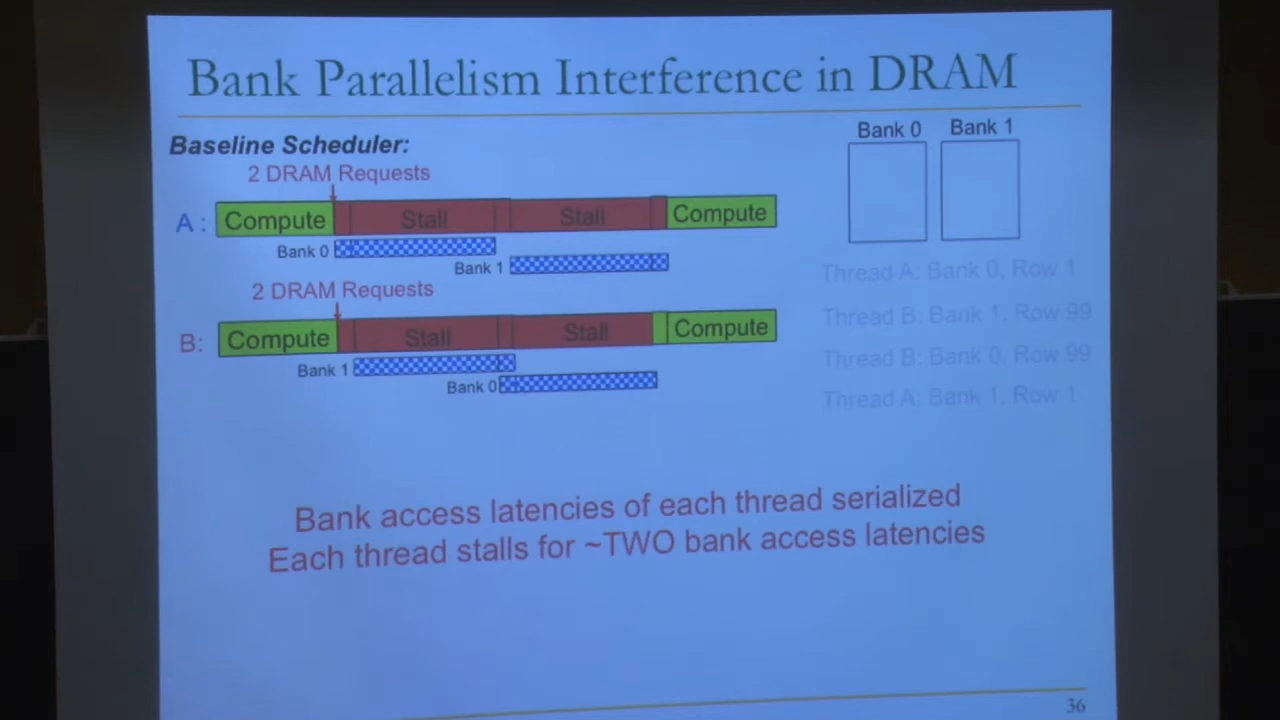 Bank Parallelism Interference in DRAM
Baseline Scheduler:
2 DRAM Requests
A :
Compute
Stall
Stall
Compute
Bank 0
Bank 1
2 DRAM Requests
B:
Compute
Stall
Stall
Compute
Bank 1
Bank 0
Bank 0
Bank 1
Thread A: Bank 0, Row 1
Thread B: Bank 1, Row 99
Thread B: Bank 0, Row 99
Thread A: Bank 1, Row 1
Bank access latencies of each thread serialized
Each thread stalls for ~TWO bank access latencies
36